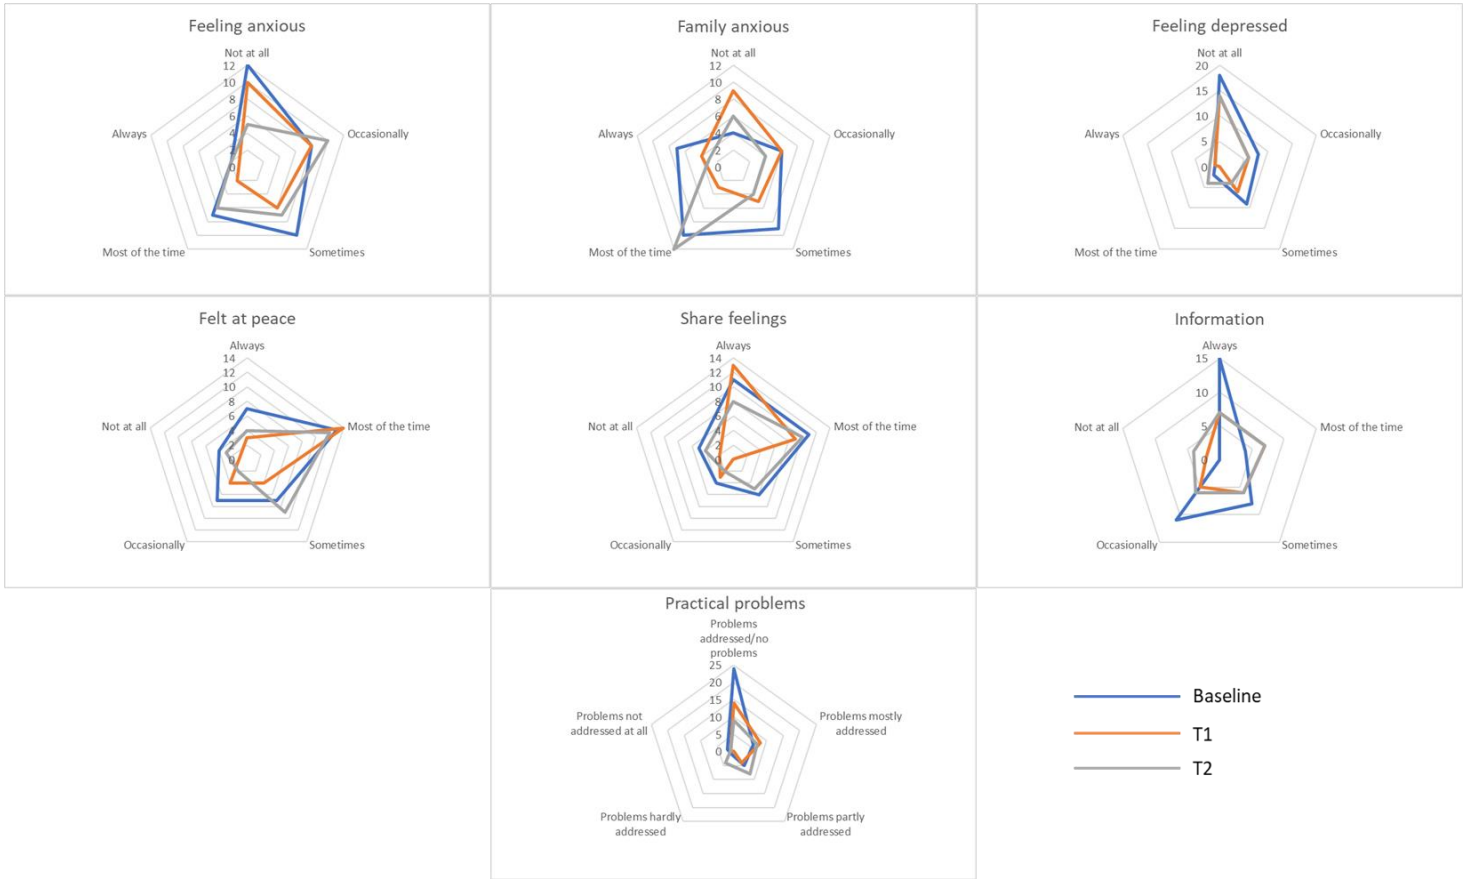 Feeling anxious
Not at all
12
10
8
6
4
2
0
Always
Occasionally
Most of the time
Sometimes
Family anxious
Not at all
12
10
8
6
4
2
0
Always
Occasionally
Most of the time
Sometimes
Feeling depressed
Not at all
20
15
10
5
0
Always
Occasionally
Most of the time
Sometimes
Felt at peace
Always
14
12
10
8
6
4
2
0
Not at all
Most of the time
Occasionally
Sometimes
Share feelings
Always
14
12
10
8
6
4
2
0
Not at all
Most of the time
Occasionally
Sometimes
Information
Always
15
10
5
0
Not at all
Most of the time
Occasionally
Sometimes
Practical problems
Problems
addressed/no
problems
25
20
15
10
5
0
Problems not
addressed at all
Problems mostly
addressed
Problems hardly
addressed
Problems partly
addressed
Baseline
T1
T2